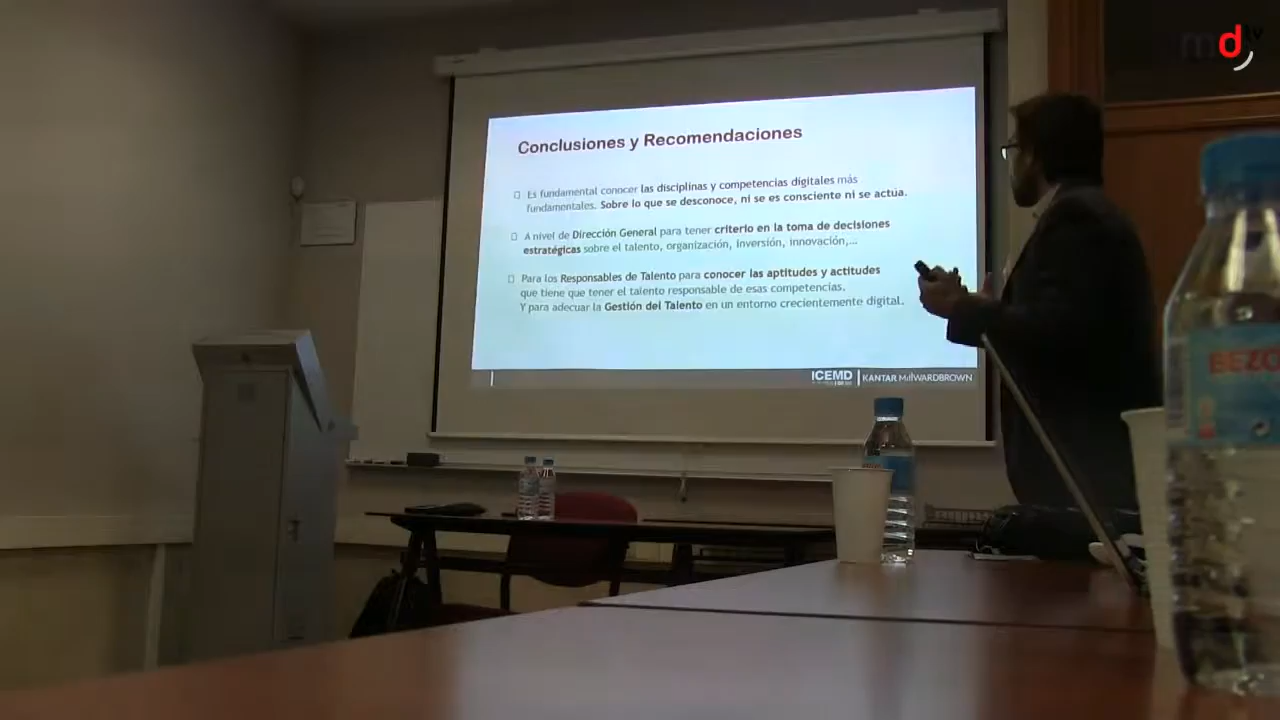 md tv
Conclusiones y Recomendaciones
Es fundamental conocer las disciplinas y competencias digitales más
fundamentales. Sobre lo que se desconoce, ni se es consciente ni se actúa.
A nivel de Dirección General para tener criterio en la toma de decisiones
estratégicas sobre el talento, organización, inversión, innovación,...
Para los Responsables de Talento para conocer las aptitudes y actitudes
que tiene que tener el talento responsable de esas competencias.
Y para adecuar la Gestión del Talento en un entorno crecientemente digital.
ICEMD
KANTAR MillWARDBROWN
BEZO